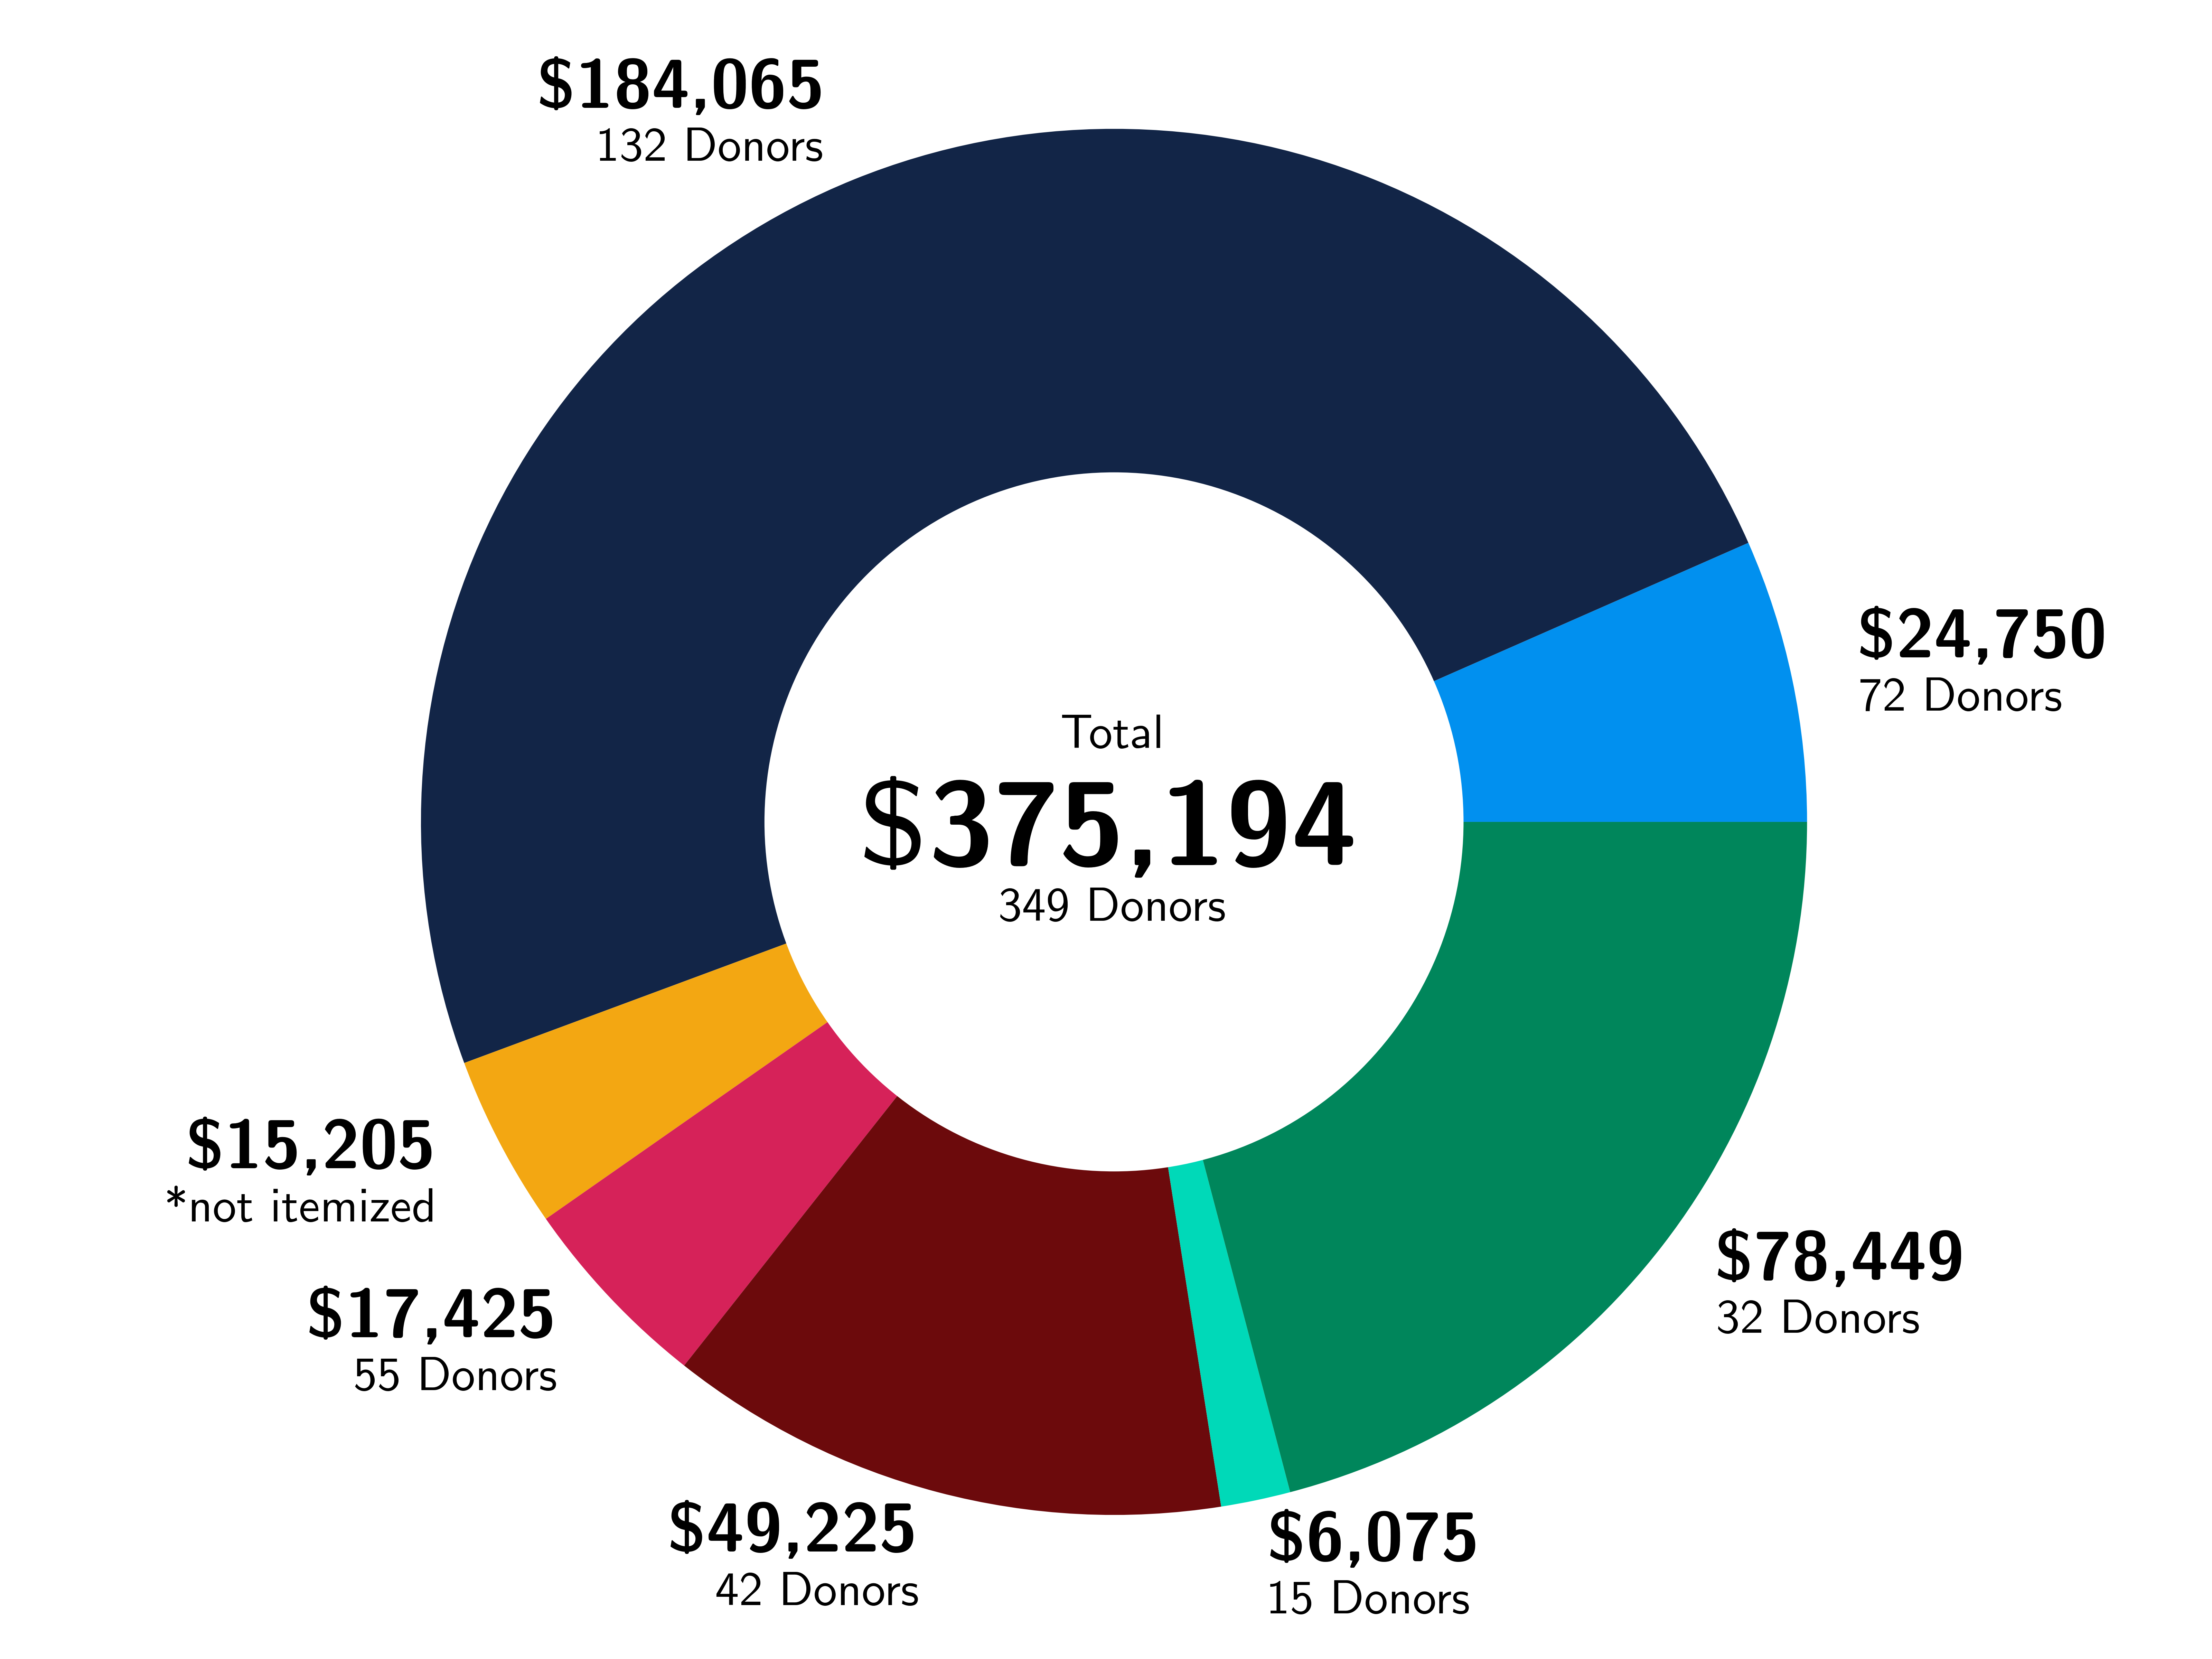 $184,065
132 Donors
$24,750
72 Donors
Total
$375,194
349 Donors
$15,205
*not itemized
$78,449
32 Donors
$17,425
55 Donors
$49,225
42 Donors
$6,075
15 Donors